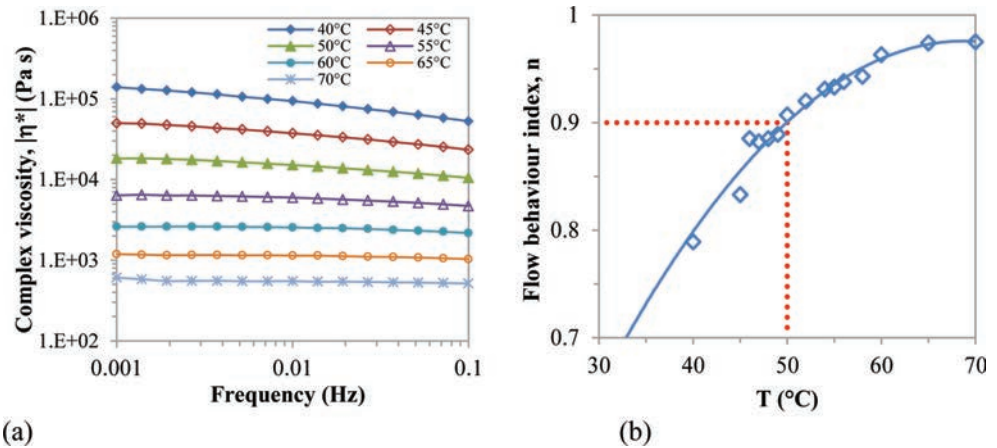 1.E+06
1.E+05
1.E+04
1.E+03
1.E+02
Complex viscosity, |η*| (Pa s)
40°C 45°C
50°C 55°C
60°C 65°C
70°C
0.001 0.01 0.1
Frequency (Hz)
(a)
1
0.9
0.8
0.7
Flow behaviour index, n
30 40 50 60 70
T (°C)
(b)